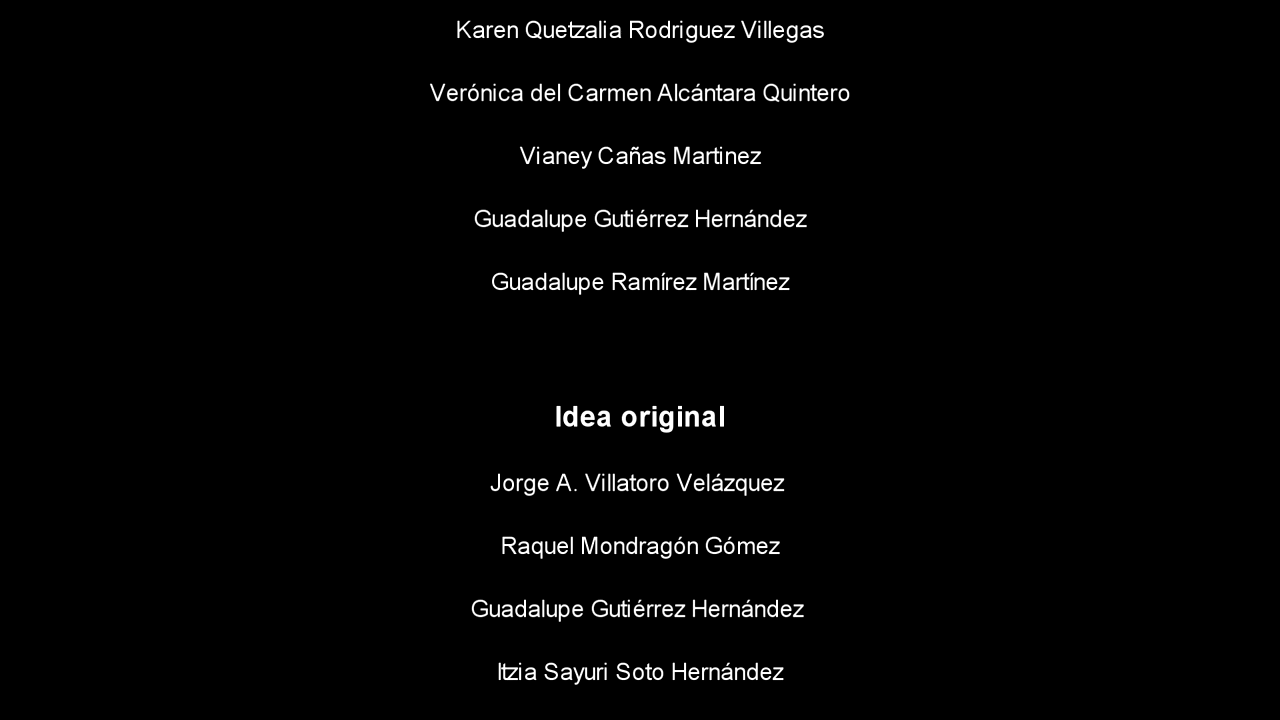 Karen Quetzalia Rodriguez Villegas
Verónica del Carmen Alcántara Quintero
Vianey Cañas Martinez
Guadalupe Gutiérrez Hernández
Guadalupe Ramírez Martínez
Idea original
Jorge A. Villatoro Velázquez
Raquel Mondragón Gómez
Guadalupe Gutiérrez Hernández
Itzia Sayuri Soto Hernández